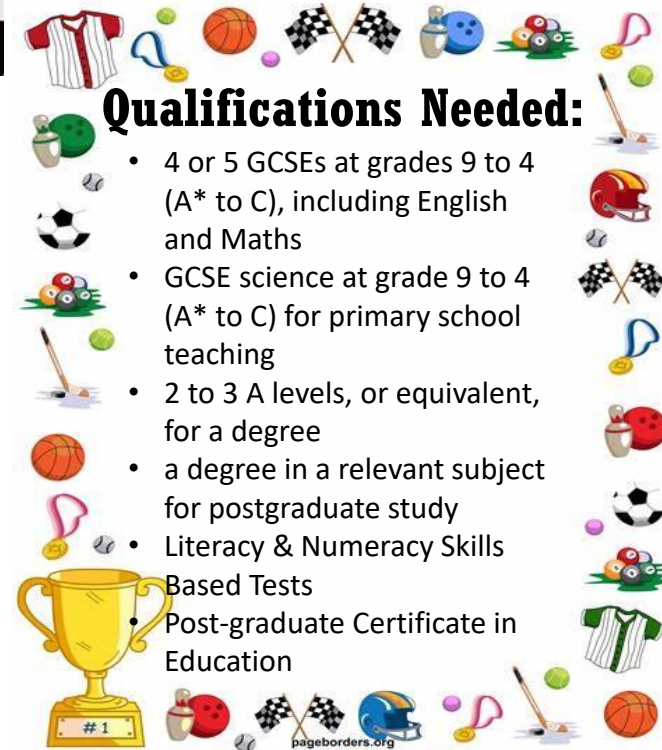 Qualifications Needed:
• 4 or 5 GCSEs at grades 9 to 4
(A* to C), including English
and Maths
• GCSE science at grade 9 to 4
(A* to C) for primary school
teaching
• 2 to 3 A levels, or equivalent,
for a degree
• a degree in a relevant subject
for postgraduate study
• Literacy & Numeracy Skills
Based Tests
• Post-graduate Certificate in
Education
#1
pageborders.org